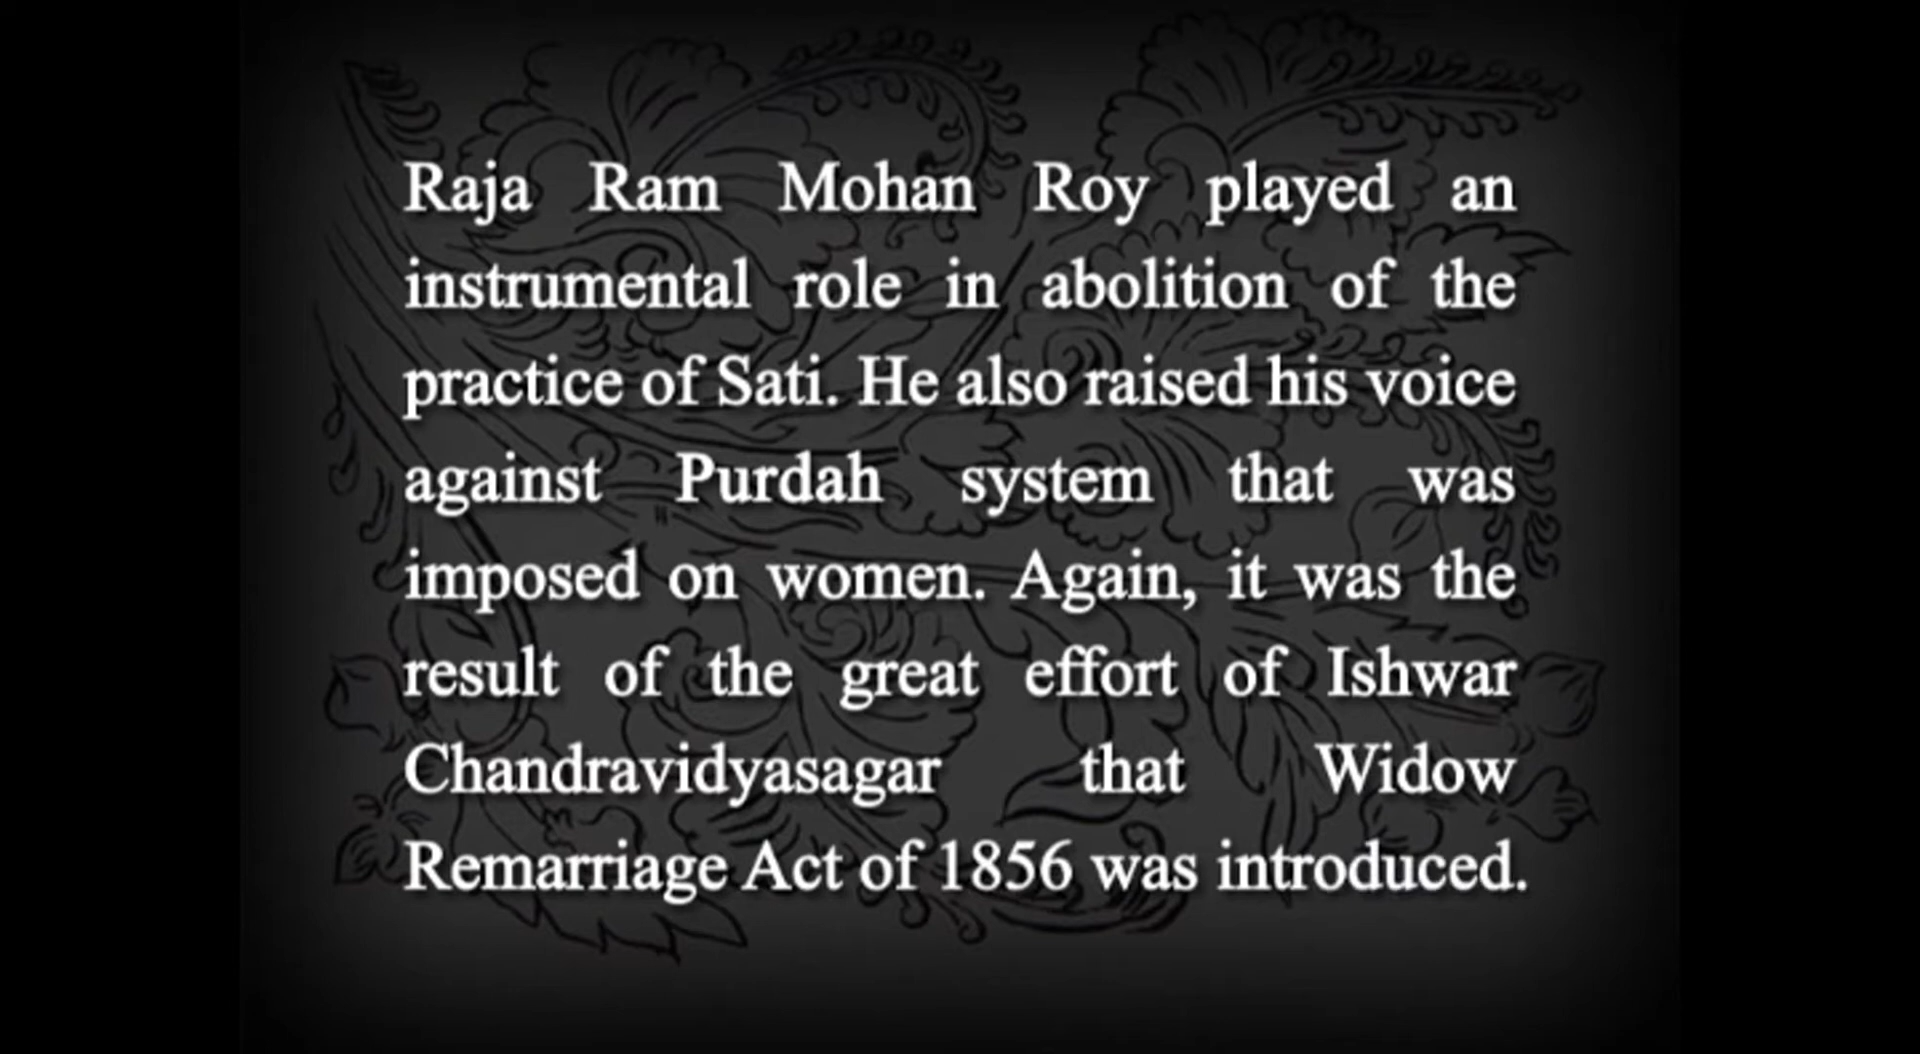 Raja Ram Mohan Roy played an
instrumental role in abolition of the
practice of Sati. He also raised his voice
against Purdah system that was
imposed on women. Again, it was the
result of the great effort of Ishwar
Chandravidyasagar that Widow
Remarriage Act of 1856 was introduced.